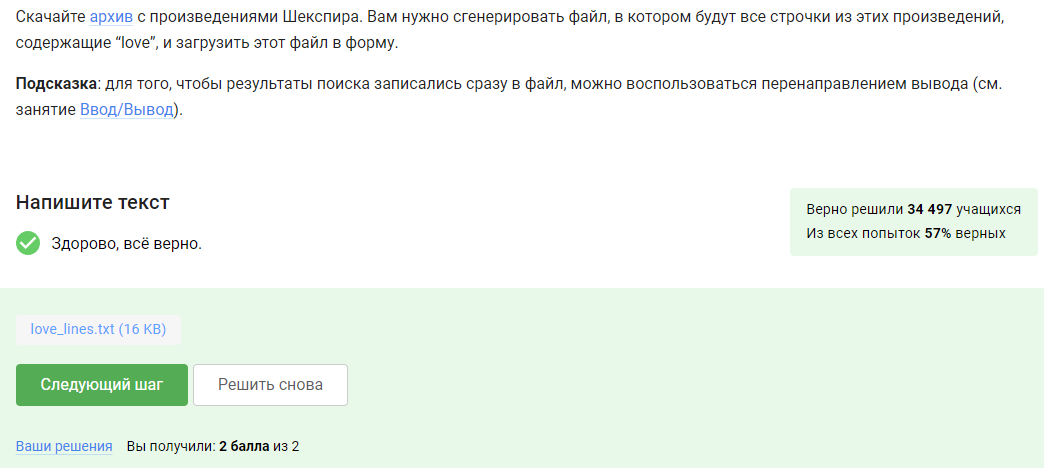 Скачайте архив с произведениями Шекспира. Вам нужно сгенерировать файл, в котором будут все строчки из этих произведений,
содержащие “love”, и загрузить этот файл в форму.
Подсказка: для того, чтобы результаты поиска записались сразу в файл, можно воспользоваться перенаправлением вывода (см.
занятие Ввод/Вывод).
Напишите текст
Здорово, всё верно.
Верно решили 34 497 учащихся
Из всех попыток 57% верных
love_lines.txt (16 KB)
Следующий шаг
Решить снова
Ваши решения Вы получили: 2 балла из 2